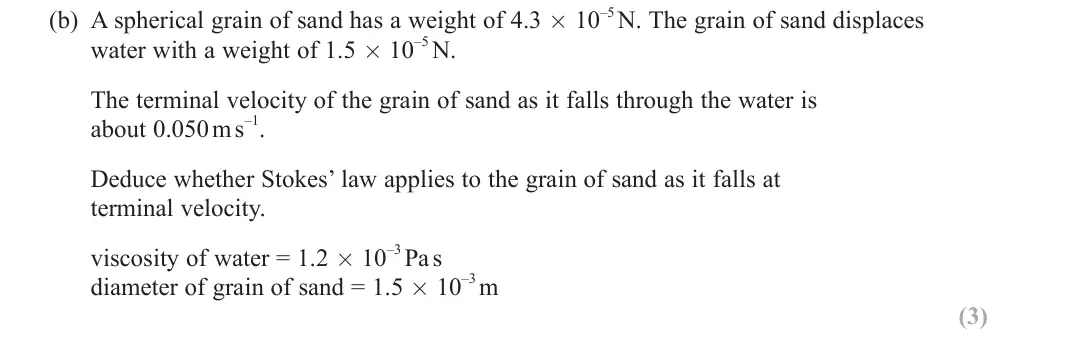 (b) A spherical grain of sand has a weight of 4.3 × 10⁻⁵ N. The grain of sand displaces
water with a weight of 1.5 × 10⁻⁵ N.
The terminal velocity of the grain of sand as it falls through the water is
about 0.050 m s⁻¹.
Deduce whether Stokes’ law applies to the grain of sand as it falls at
terminal velocity.
viscosity of water = 1.2 × 10⁻³ Pa s
diameter of grain of sand = 1.5 × 10⁻³ m
(3)